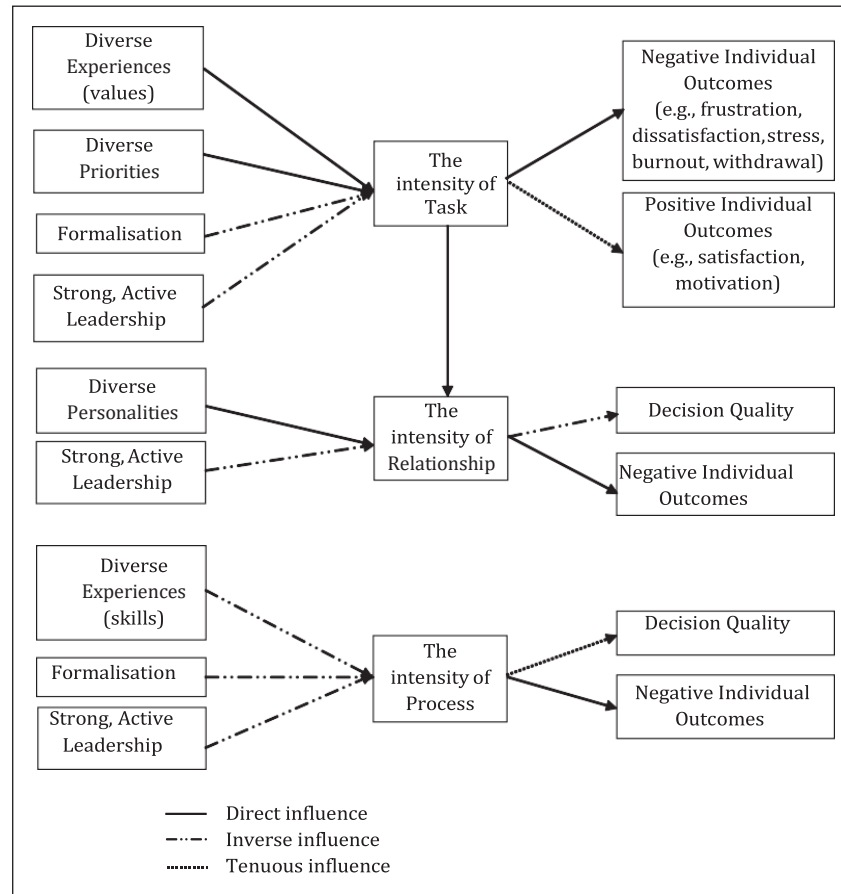 Diverse
Experiences
(values)
Diverse
Priorities
Formalisation
Strong, Active
Leadership
The
intensity of
Task
Negative Individual
Outcomes
(e.g., frustration,
dissatisfaction,stress,
burnout, withdrawal)
Positive Individual
Outcomes
(e.g., satisfaction,
motivation)
Diverse
Personalities
Strong, Active
Leadership
The
intensity of
Relationship
Decision Quality
Negative Individual
Outcomes
Diverse
Experiences
(skills)
Formalisation
Strong, Active
Leadership
The
intensity of
Process
Decision Quality
Negative Individual
Outcomes
Direct influence
Inverse influence
Tenuous influence